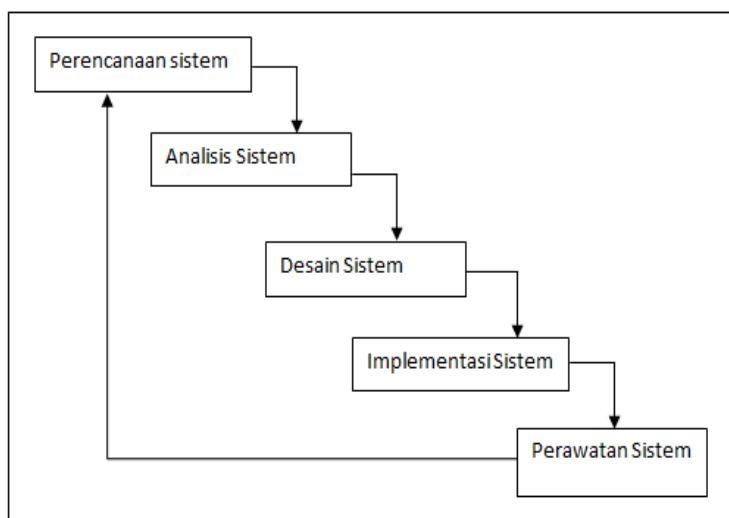 Perencanaan sistem
Analisis Sistem
Desain Sistem
Implementasi Sistem
Perawatan Sistem